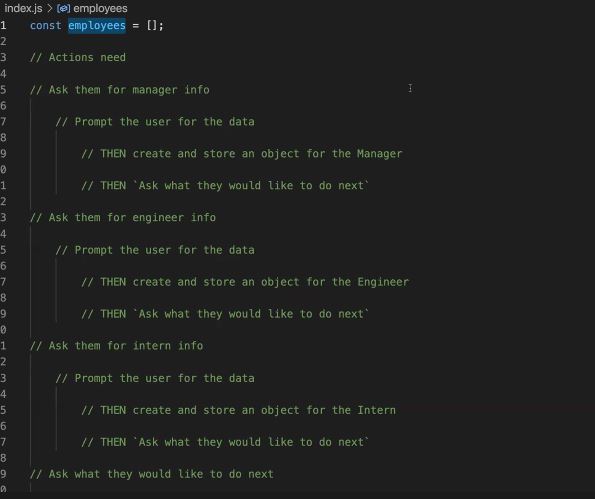 index.js > employees
1 const employees = [];
2
3 // Actions need
4
5 // Ask them for manager info
6
7 // Prompt the user for the data
8
9 // THEN create and store an object for the Manager
0
1 // THEN `Ask what they would like to do next`
2
3 // Ask them for engineer info
4
5 // Prompt the user for the data
6
7 // THEN create and store an object for the Engineer
8
9 // THEN `Ask what they would like to do next`
0
1 // Ask them for intern info
2
3 // Prompt the user for the data
4
5 // THEN create and store an object for the Intern
6
7 // THEN `Ask what they would like to do next`
8
9 // Ask what they would like to do next
0